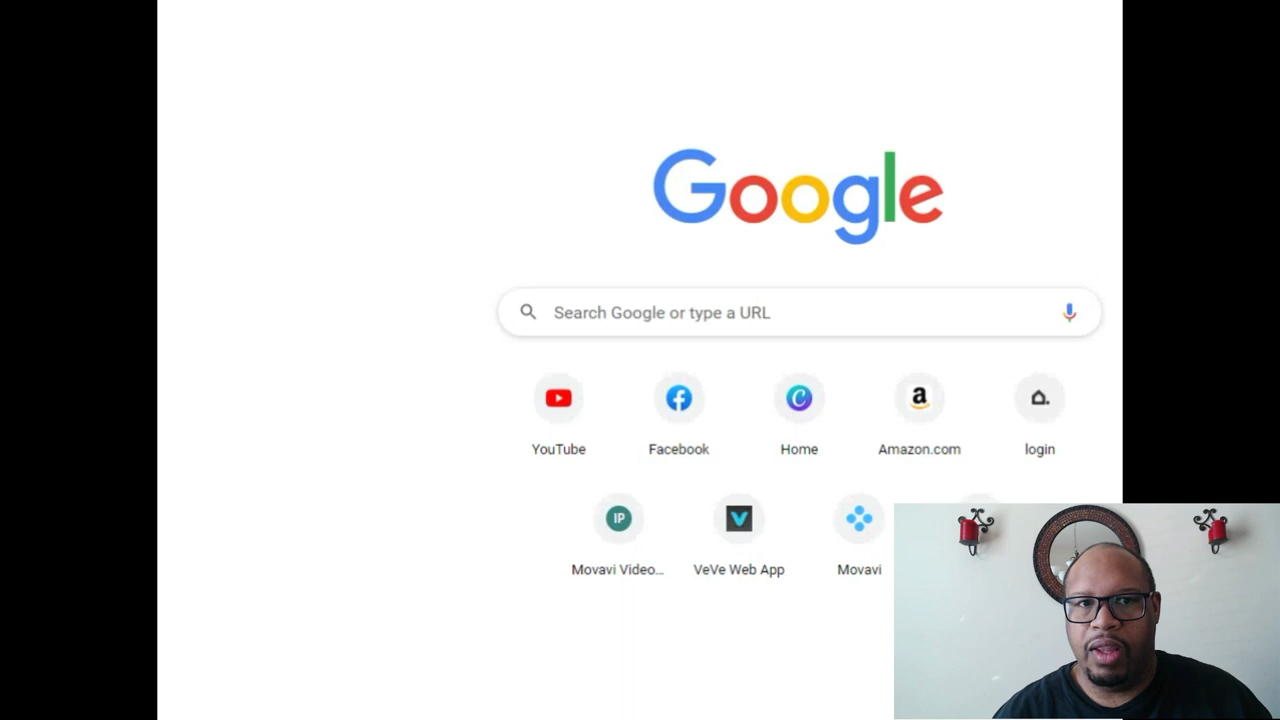 Google
Search Google or type a URL
YouTube
Facebook
Home
Amazon.com
login
IP
Movavi Video...
VeVe Web App
Movavi